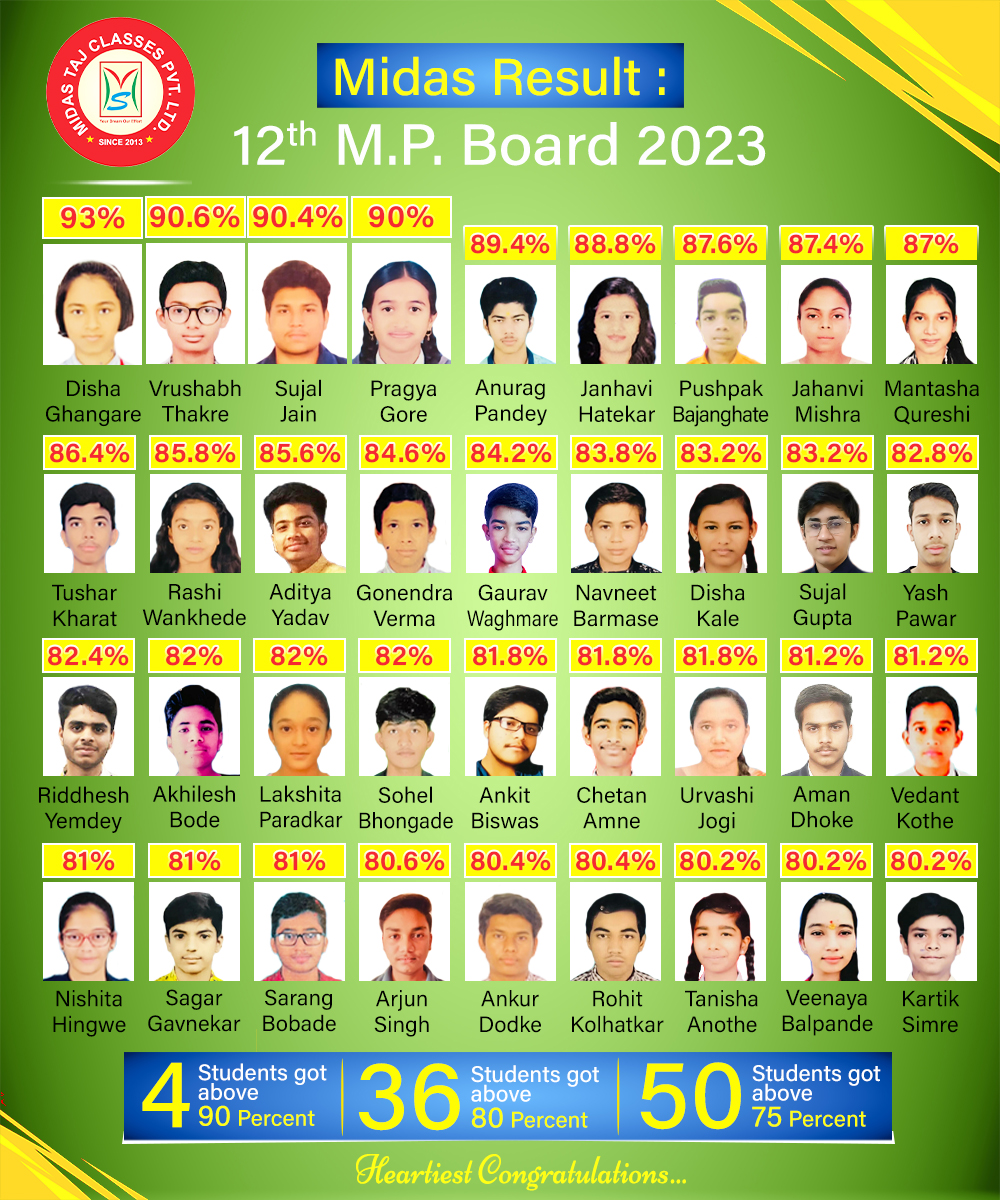 MIDAS TAJ CLASSES PVT. LTD.
Your Dream Our Effort
★ SINCE 2013 ★
Midas Result :
12th M.P. Board 2023
93% 90.6% 90.4% 90% 89.4% 88.8% 87.6% 87.4% 87%
Disha Vrushabh Sujal Pragya Anurag Janhavi Pushpak Jahanvi Mantasha
Ghangare Thakre Jain Gore Pandey Hatekar Bajanghate Mishra Qureshi
86.4% 85.8% 85.6% 84.6% 84.2% 83.8% 83.2% 83.2% 82.8%
Tushar Rashi Aditya Gonendra Gaurav Navneet Disha Sujal Yash
Kharat Wankhede Yadav Verma Waghmare Barmase Kale Gupta Pawar
82.4% 82% 82% 82% 81.8% 81.8% 81.8% 81.2% 81.2%
Riddhesh Akhilesh Lakshita Sohel Ankit Chetan Urvashi Aman Vedant
Yemdey Bode Paradkar Bhongade Biswas Amne Jogi Dhoke Kothe
81% 81% 81% 80.6% 80.4% 80.4% 80.2% 80.2% 80.2%
Nishita Sagar Sarang Arjun Ankur Rohit Tanisha Veenaya Kartik
Hingwe Gavnekar Bobade Singh Dodke Kolhatkar Anothe Balpande Simre
4 Students got above 90 Percent
36 Students got above 80 Percent
50 Students got above 75 Percent
Heartiest Congratulations...